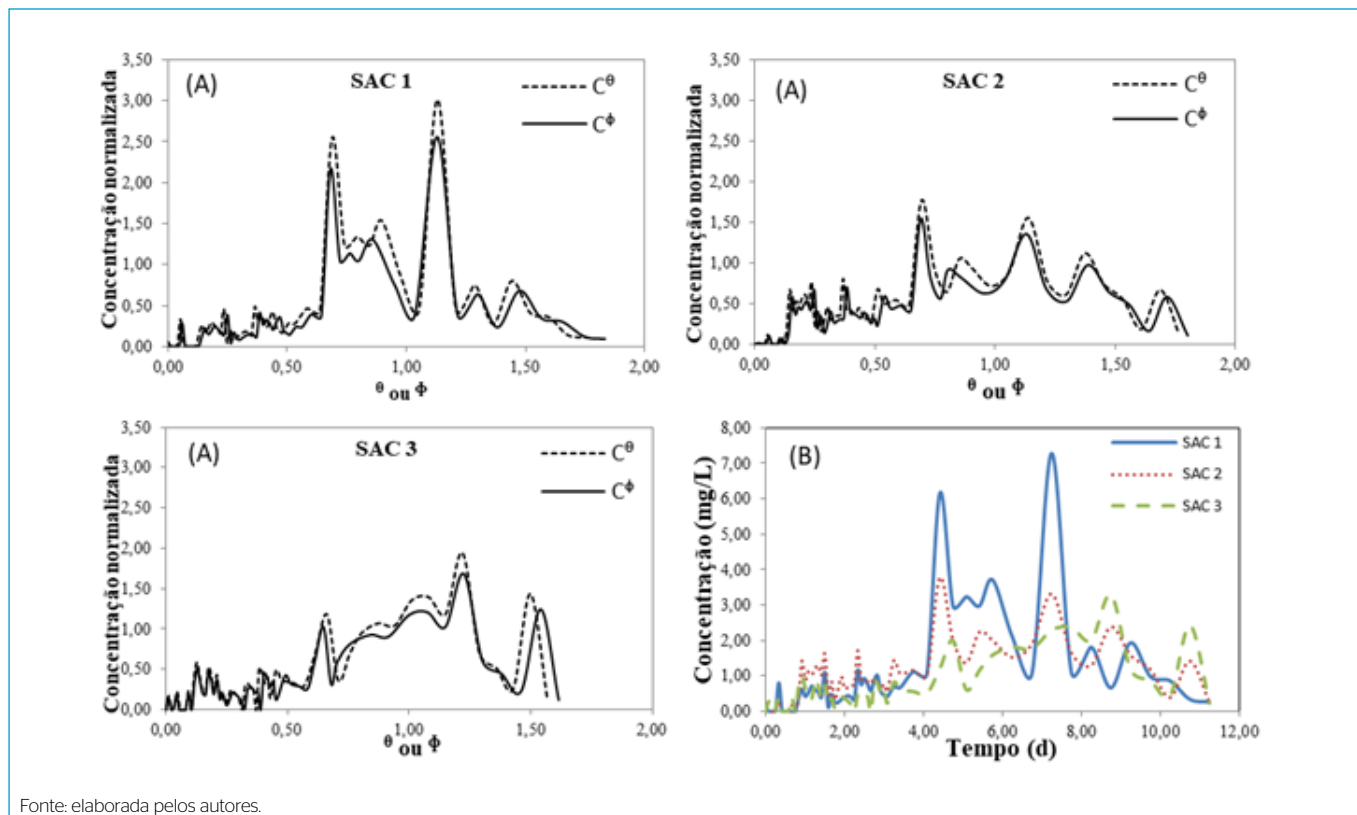 (A)
SAC 1
C^θ
C^ϕ
Concentração normalizada
3,50
3,00
2,50
2,00
1,50
1,00
0,50
0,00
0,00
0,50
1,00
1,50
2,00
θ ou ϕ
(A)
SAC 2
C^θ
C^ϕ
Concentração normalizada
3,50
3,00
2,50
2,00
1,50
1,00
0,50
0,00
0,00
0,50
1,00
1,50
2,00
θ ou ϕ
(A)
SAC 3
C^θ
C^ϕ
Concentração normalizada
3,50
3,00
2,50
2,00
1,50
1,00
0,50
0,00
0,00
0,50
1,00
1,50
2,00
θ ou ϕ
(B)
SAC 1
SAC 2
SAC 3
Concentração (mg/L)
8,00
7,00
6,00
5,00
4,00
3,00
2,00
1,00
0,00
0,00
2,00
4,00
6,00
8,00
10,00
12,00
Tempo (d)
Fonte: elaborada pelos autores.